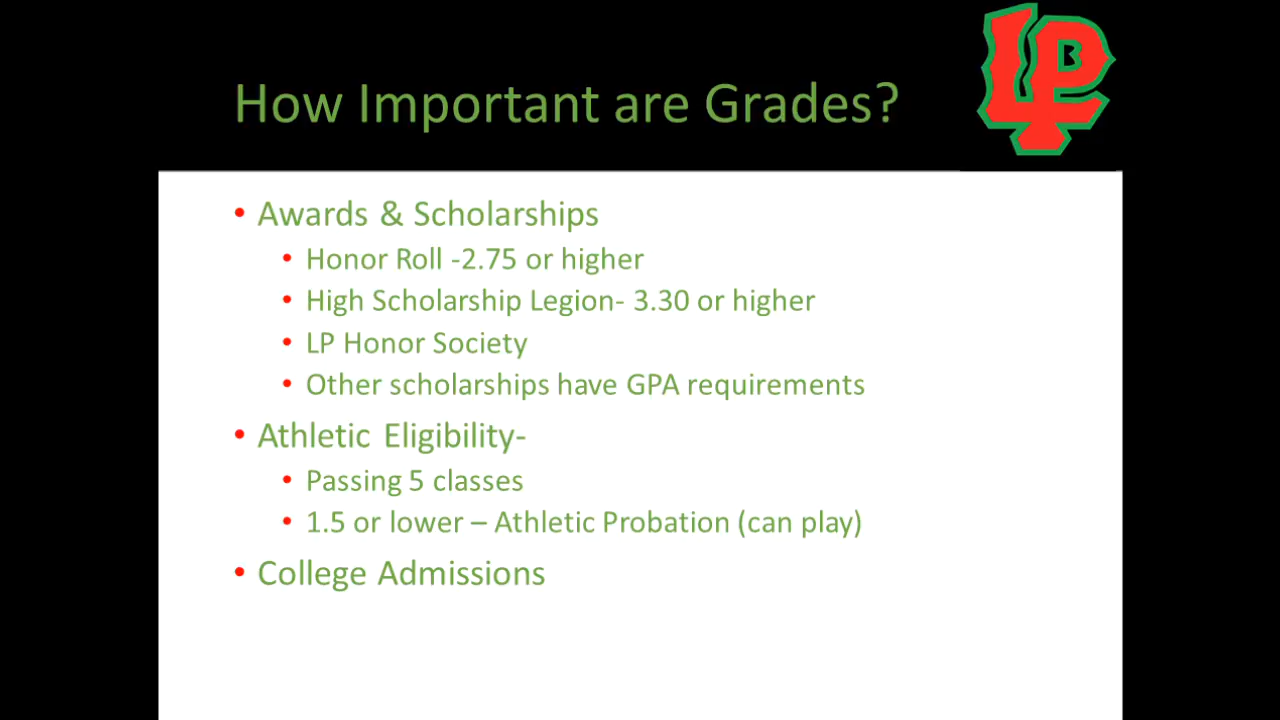 LP
B
How Important are Grades?
• Awards & Scholarships
• Honor Roll -2.75 or higher
• High Scholarship Legion- 3.30 or higher
• LP Honor Society
• Other scholarships have GPA requirements
• Athletic Eligibility-
• Passing 5 classes
• 1.5 or lower – Athletic Probation (can play)
• College Admissions